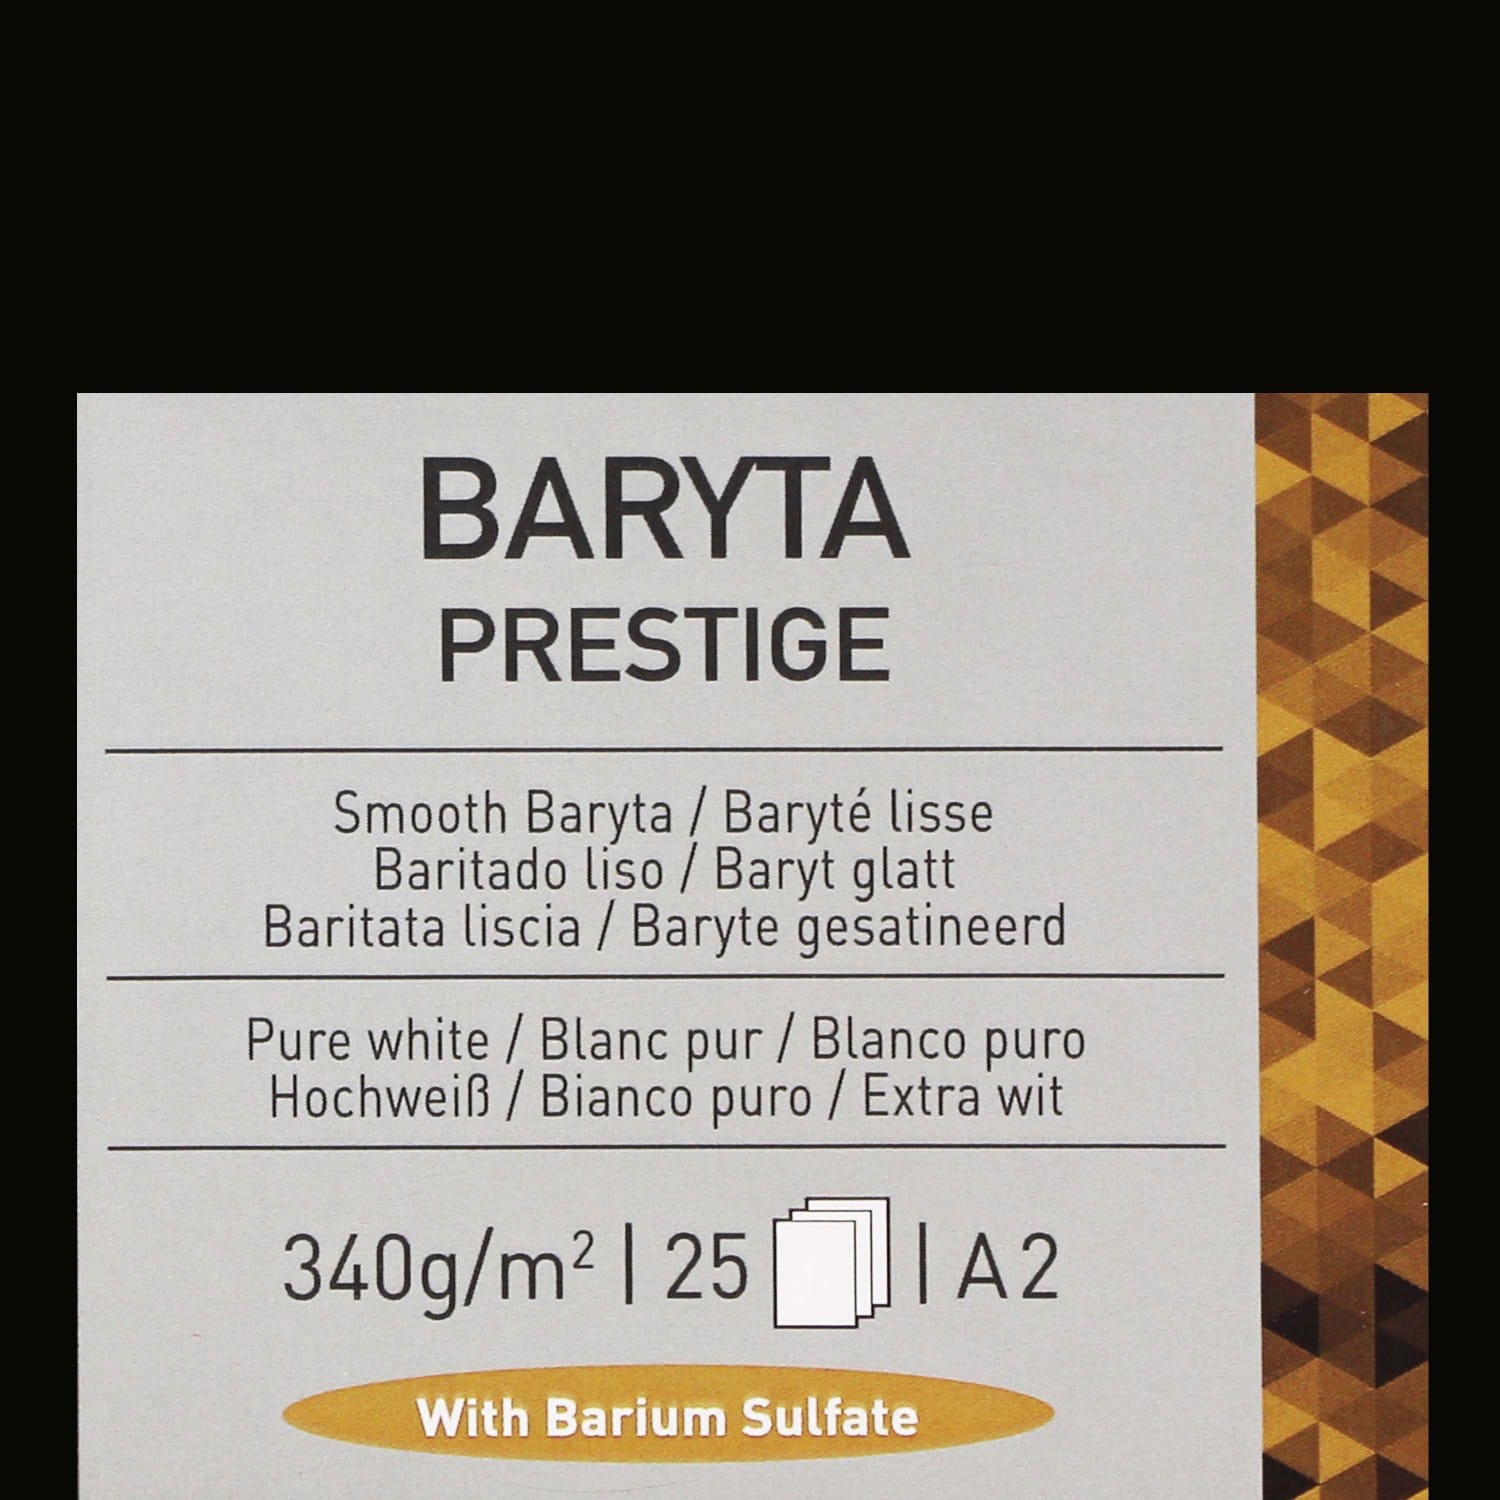 BARYTA
PRESTIGE
Smooth Baryta / Baryté lisse
Baritado liso / Baryt glatt
Baritata liscia / Baryte gesatineerd
Pure white / Blanc pur / Blanco puro
Hochweiß / Bianco puro / Extra wit
340g/m² | 25 | A2
With Barium Sulfate